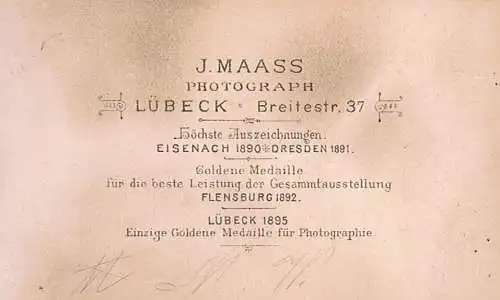 J. MAASS
PHOTOGRAPH
LÜBECK · Breitestr. 37
Höchste Auszeichnungen.
EISENACH 1890 * DRESDEN 1891.
Goldene Medaille
für die beste Leistung der Gesammtausstellung
FLENSBURG 1892.
LÜBECK 1895
Einzige Goldene Medaille für Photographie